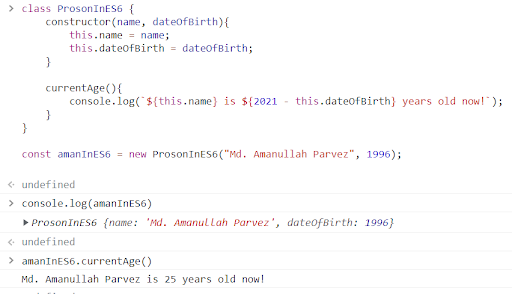 > class ProsonInES6 {
constructor(name, dateOfBirth){
this.name = name;
this.dateOfBirth = dateOfBirth;
}
currentAge(){
console.log(`${this.name} is ${2021 - this.dateOfBirth} years old now!`);
}
}
const amanInES6 = new ProsonInES6("Md. Amanullah Parvez", 1996);
undefined
> console.log(amanInES6)
ProsonInES6 {name: 'Md. Amanullah Parvez', dateOfBirth: 1996}
undefined
> amanInES6.currentAge()
Md. Amanullah Parvez is 25 years old now!